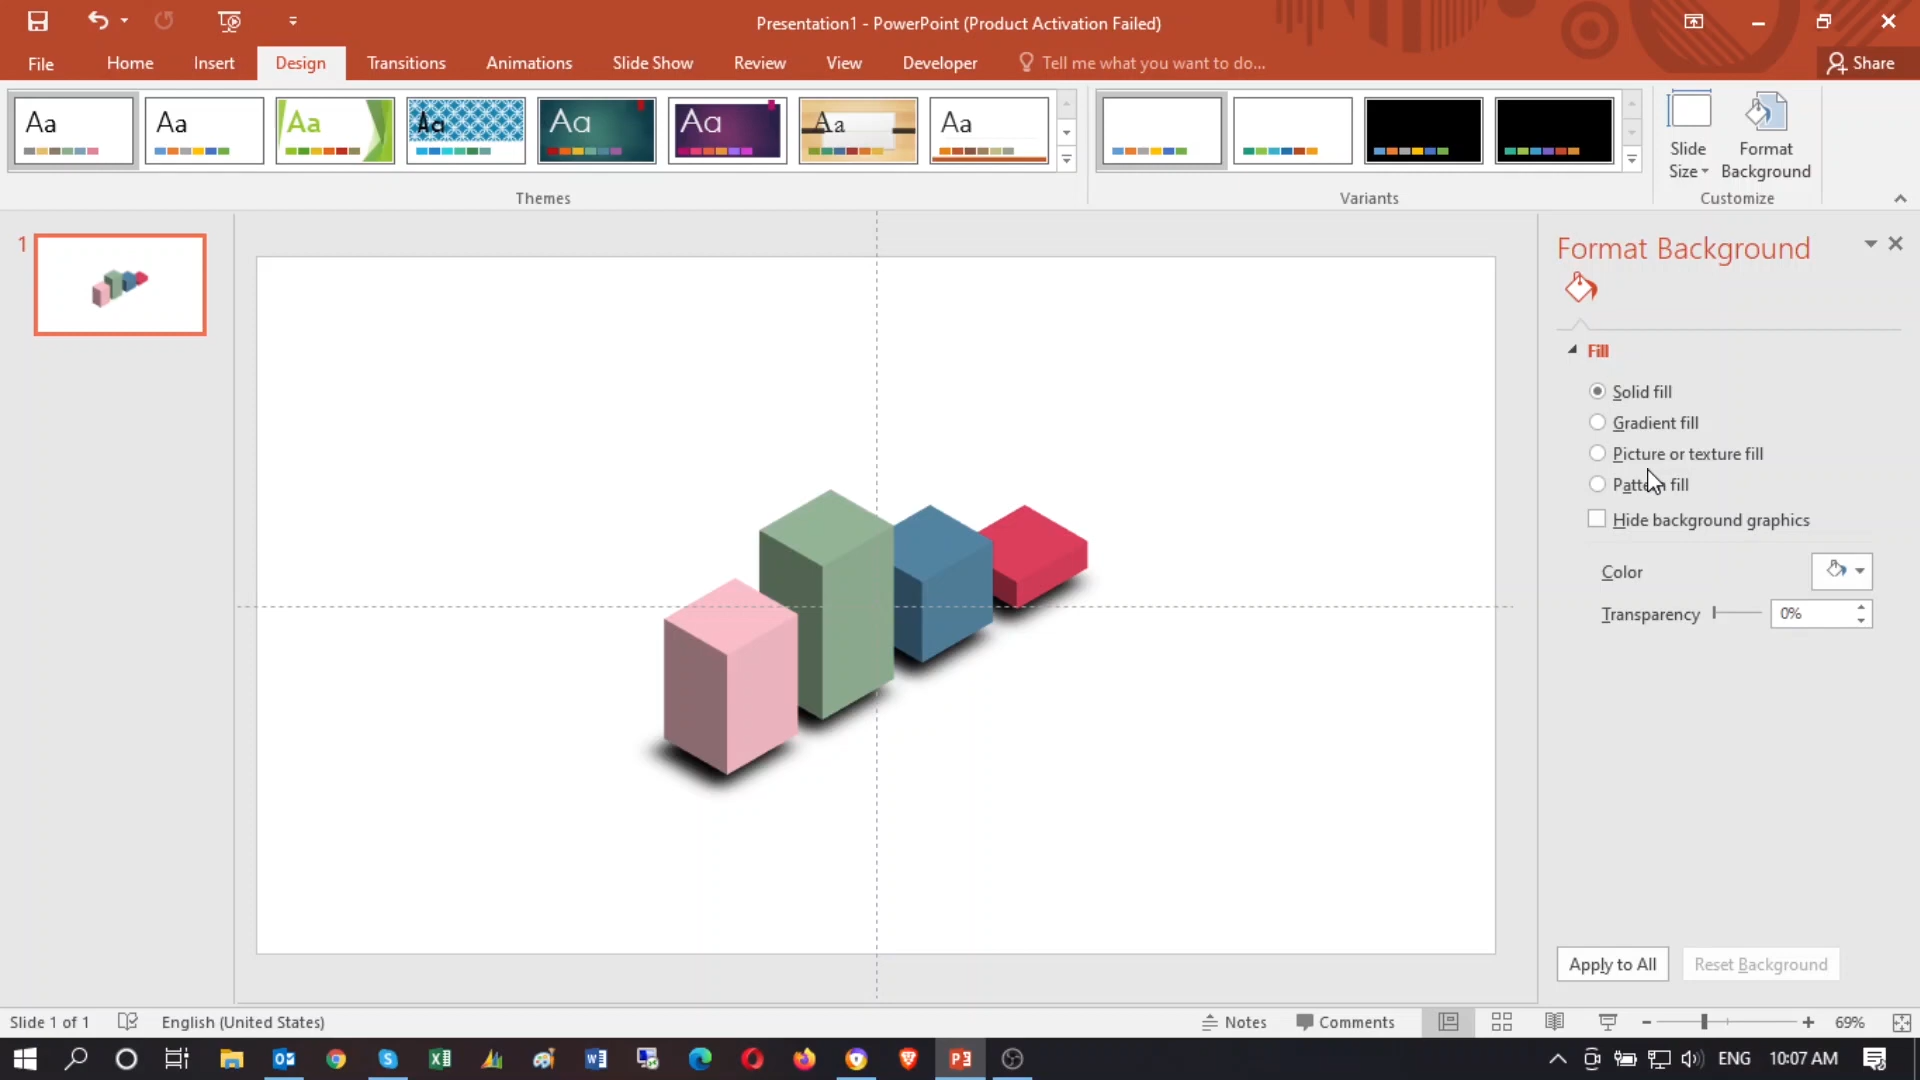 Presentation1 - PowerPoint (Product Activation Failed)
File Home Insert Design Transitions Animations Slide Show Review View Developer Tell me what you want to do... Share
Aa Aa Aa Aa Aa Aa Aa Aa
Slide Size
Format Background
Themes Variants Customize
1
Format Background
Fill
Solid fill
Gradient fill
Picture or texture fill
Pattern fill
Hide background graphics
Color
Transparency 0%
Apply to All Reset Background
Slide 1 of 1 English (United States) Notes Comments 69%
ENG 10:07 AM